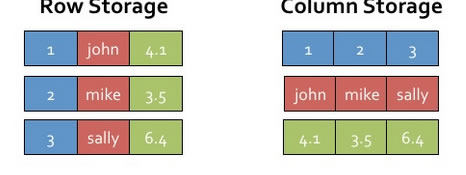 Row Storage
1 john 4.1
2 mike 3.5
3 sally 6.4
Column Storage
1 2 3
john mike sally
4.1 3.5 6.4